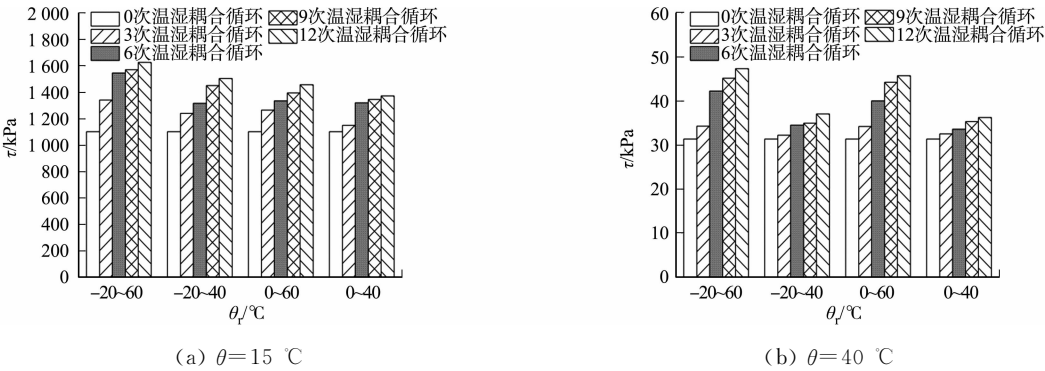 2 000
1 800
1 600
1 400
1 200
1 000
800
600
400
200
0
τ/kPa
0次温湿耦合循环
9次温湿耦合循环
3次温湿耦合循环
12次温湿耦合循环
6次温湿耦合循环
−20~60
−20~40
0~60
0~40
θr/℃
(a) θ=15 ℃
60
50
40
30
20
10
0
τ/kPa
0次温湿耦合循环
9次温湿耦合循环
3次温湿耦合循环
12次温湿耦合循环
6次温湿耦合循环
−20~60
−20~40
0~60
0~40
θr/℃
(b) θ=40 ℃